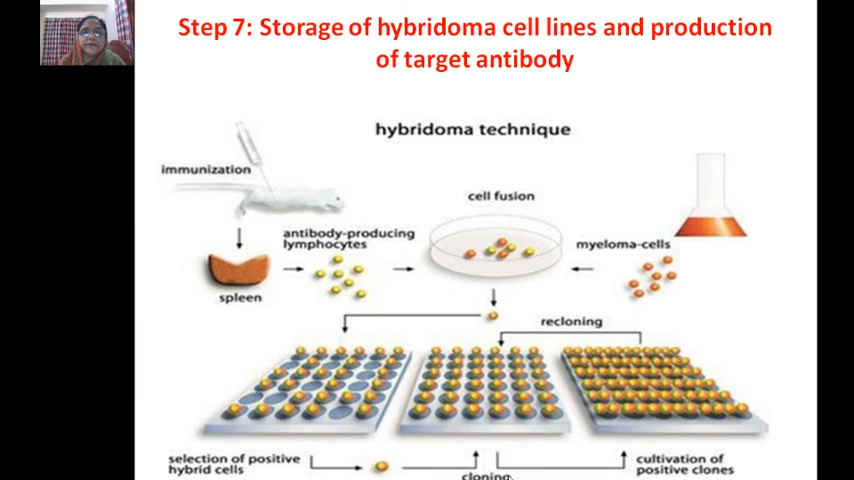 Step 7: Storage of hybridoma cell lines and production
of target antibody
hybridoma technique
immunization
cell fusion
antibody-producing
lymphocytes
myeloma-cells
spleen
recloning
selection of positive
hybrid cells
cloning
cultivation of
positive clones